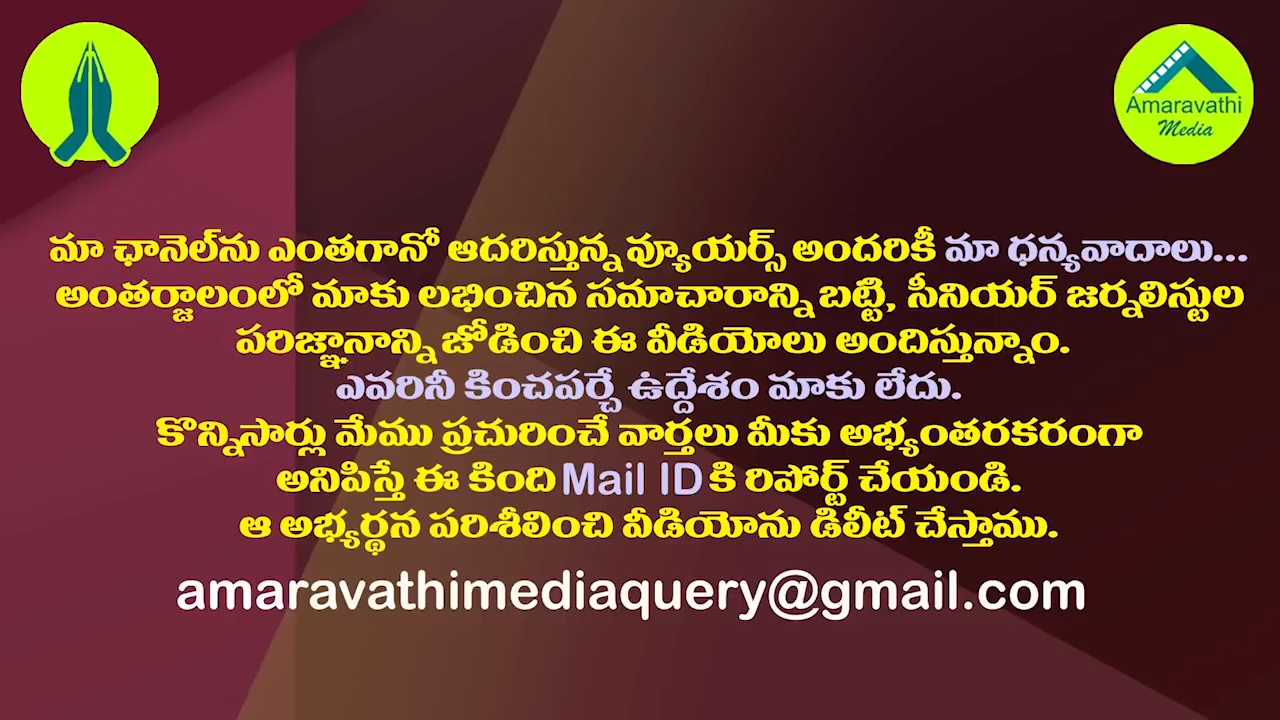 Amaravathi
Media
మా ఛానెల్‌ను ఎంతగానో ఆదరిస్తున్న వ్యూయర్స్ అందరికీ మా ధన్యవాదాలు...
అంతర్జాలంలో మాకు లభించిన సమాచారాన్ని బట్టి, సీనియర్ జర్నలిస్టుల
పరిజ్ఞానాన్ని జోడించి ఈ వీడియోలు అందిస్తున్నాం.
ఎవరినీ కించపర్చే ఉద్దేశం మాకు లేదు.
కొన్నిసార్లు మేము ప్రచురించే వార్తలు మీకు అభ్యంతరకరంగా
అనిపిస్తే ఈ కింది Mail ID కి రిపోర్ట్ చేయండి.
ఆ అభ్యర్థన పరిశీలించి వీడియోను డిలీట్ చేస్తాము.
amaravathimediaquery@gmail.com